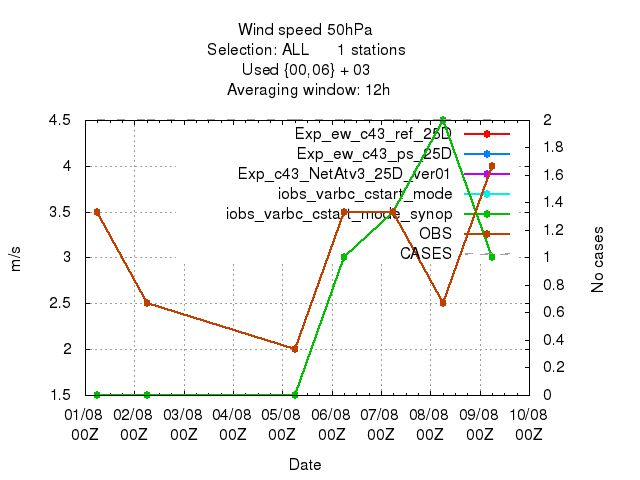 Wind speed 50hPa
Selection: ALL 1 stations
Used {00,06} + 03
Averaging window: 12h
4.5
4
3.5
3
2.5
2
1.5
m/s
2
1.8
1.6
1.4
1.2
1
0.8
0.6
0.4
0.2
0
No cases
Exp_ew_c43_ref_25D
Exp_ew_c43_ps_25D
Exp_c43_NetAtv3_25D_ver01
iobs_varbc_cstart_mode
iobs_varbc_cstart_mode_synop
OBS
CASES
01/08 02/08 03/08 04/08 05/08 06/08 07/08 08/08 09/08 10/08
00Z 00Z 00Z 00Z 00Z 00Z 00Z 00Z 00Z 00Z
Date